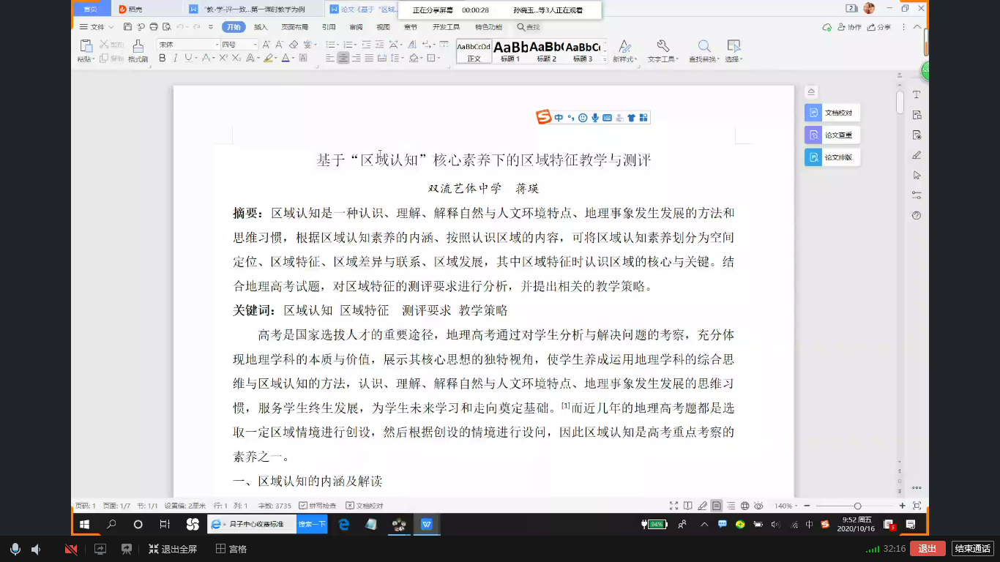 首页
稻壳
"教-学-评一致...第一课时教学为例
论文《基于“区域...
正在分享屏幕 00:00:28 孙晓玉...等3人正在观看
文件
开始 插入 页面布局 引用 审阅 视图 章节 开发工具 特色功能 查找
协作 分享
粘贴 剪切 复制 格式刷
宋体 四号
AaBbCcDd AaBb AaBb( AaBbC
正文 标题 1 标题 2 标题 3
新样式 文字工具 查找替换 选择
文档校对
论文查重
论文排版
中
基于“区域认知”核心素养下的区域特征教学与测评
双流艺体中学 蒋瑛
摘要：区域认知是一种认识、理解、解释自然与人文环境特点、地理事象发生发展的方法和
思维习惯，根据区域认知素养的内涵、按照认识区域的内容，可将区域认知素养划分为空间
定位、区域特征、区域差异与联系、区域发展，其中区域特征时认识区域的核心与关键。结
合地理高考试题，对区域特征的测评要求进行分析，并提出相关的教学策略。
关键词：区域认知 区域特征 测评要求 教学策略
高考是国家选拔人才的重要途径，地理高考通过对学生分析与解决问题的考察，充分体
现地理学科的本质与价值，展示其核心思想的独特视角，使学生养成运用地理学科的综合思
维与区域认知的方法，认识、理解、解释自然与人文环境特点、地理事象发生发展的思维习
惯，服务学生终生发展，为学生未来学习和走向奠定基础。[1]而近几年的地理高考题都是选
取一定区域情境进行创设，然后根据创设的情境进行设问，因此区域认知是高考重点考察的
素养之一。
一、区域认知的内涵及解读
页码: 1 页面: 1/7 节: 1/1 设置值: 2厘米 行: 1 列: 1 字数: 3735 拼写检查 文档校对
140%
月子中心收费标准 搜索一下
94%
中
9:52 周五
2020/10/16
退出全屏 宫格
32:16 退出 结束通话